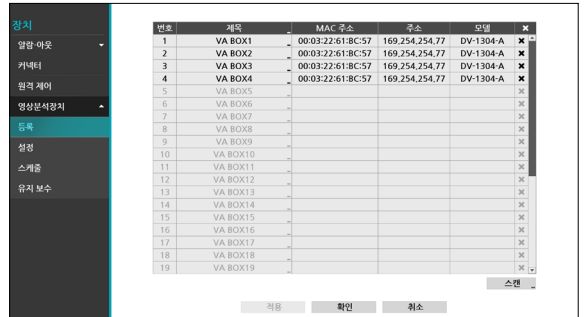 장치
알람·아웃
커넥터
원격 제어
영상분석장치
등록
설정
스케줄
유지 보수
번호 제목 MAC 주소 주소 모델 ✖
1 VA BOX1 ... 00:03:22:61:BC:57 169,254,254,77 DV-1304-A ✖
2 VA BOX2 ... 00:03:22:61:BC:57 169,254,254,77 DV-1304-A ✖
3 VA BOX3 ... 00:03:22:61:BC:57 169,254,254,77 DV-1304-A ✖
4 VA BOX4 ... 00:03:22:61:BC:57 169,254,254,77 DV-1304-A ✖
5 VA BOX5 ... ✖
6 VA BOX6 ... ✖
7 VA BOX7 ... ✖
8 VA BOX8 ... ✖
9 VA BOX9 ... ✖
10 VA BOX10 ... ✖
11 VA BOX11 ... ✖
12 VA BOX12 ... ✖
13 VA BOX13 ... ✖
14 VA BOX14 ... ✖
15 VA BOX15 ... ✖
16 VA BOX16 ... ✖
17 VA BOX17 ... ✖
18 VA BOX18 ... ✖
19 VA BOX19 ... ✖
스캔 ...
적용 확인 취소